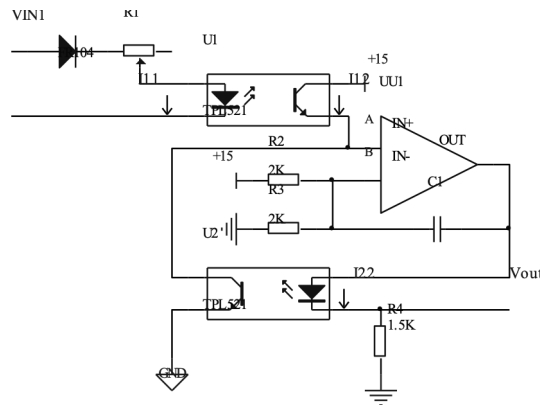 VIN1
R1
U1
+15
I11
I12
UU1
TPL521
A
IN+
OUT
R2
B
+15
IN-
2K
C1
R3
2K
U2
I22
Vout
TPL521
R4
1.5K
GND